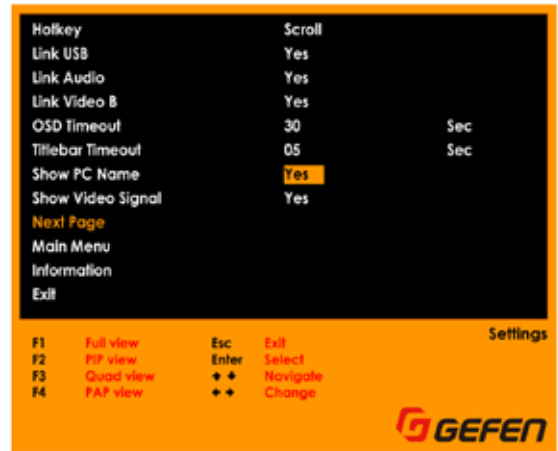 Hotkey Scroll
Link USB Yes
Link Audio Yes
Link Video B Yes
OSD Timeout 30 Sec
Titlebar Timeout 05 Sec
Show PC Name Yes
Show Video Signal Yes
Next Page
Main Menu
Information
Exit
Settings
F1 Full view Esc Exit
F2 PIP view Enter Select
F3 Quad view Navigate
F4 PAP view Change
GEFEN